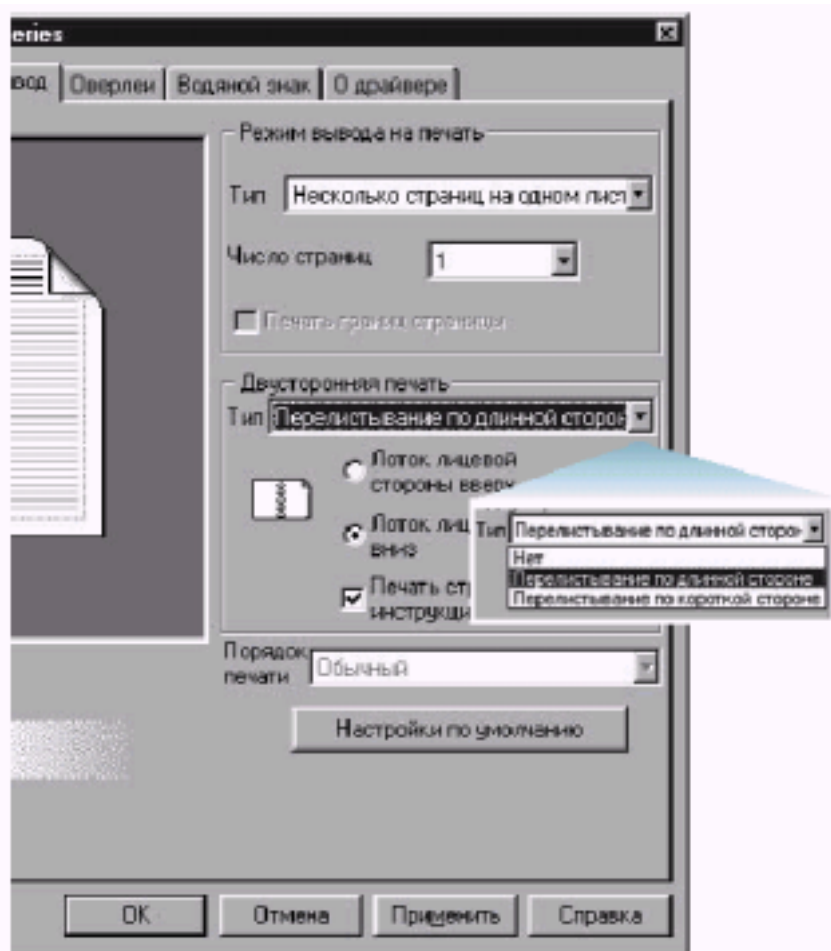 eries
вод Оверлеи Водяной знак О драйвере
Режим вывода на печать
Тип Несколько страниц на одном лист
Число страниц 1
Печать границ страницы
Двусторонняя печать
Тип Перелистывание по длинной сторон
Лоток лицевой
стороны вверх
Лоток лиц
вниз
Печать ст
инструкци
Тип Перелистывание по длинной сторон
Нет
Перелистывание по длинной стороне
Перелистывание по короткой стороне
Порядок
печати Обычный
Настройки по умолчанию
OK Отмена Применить Справка